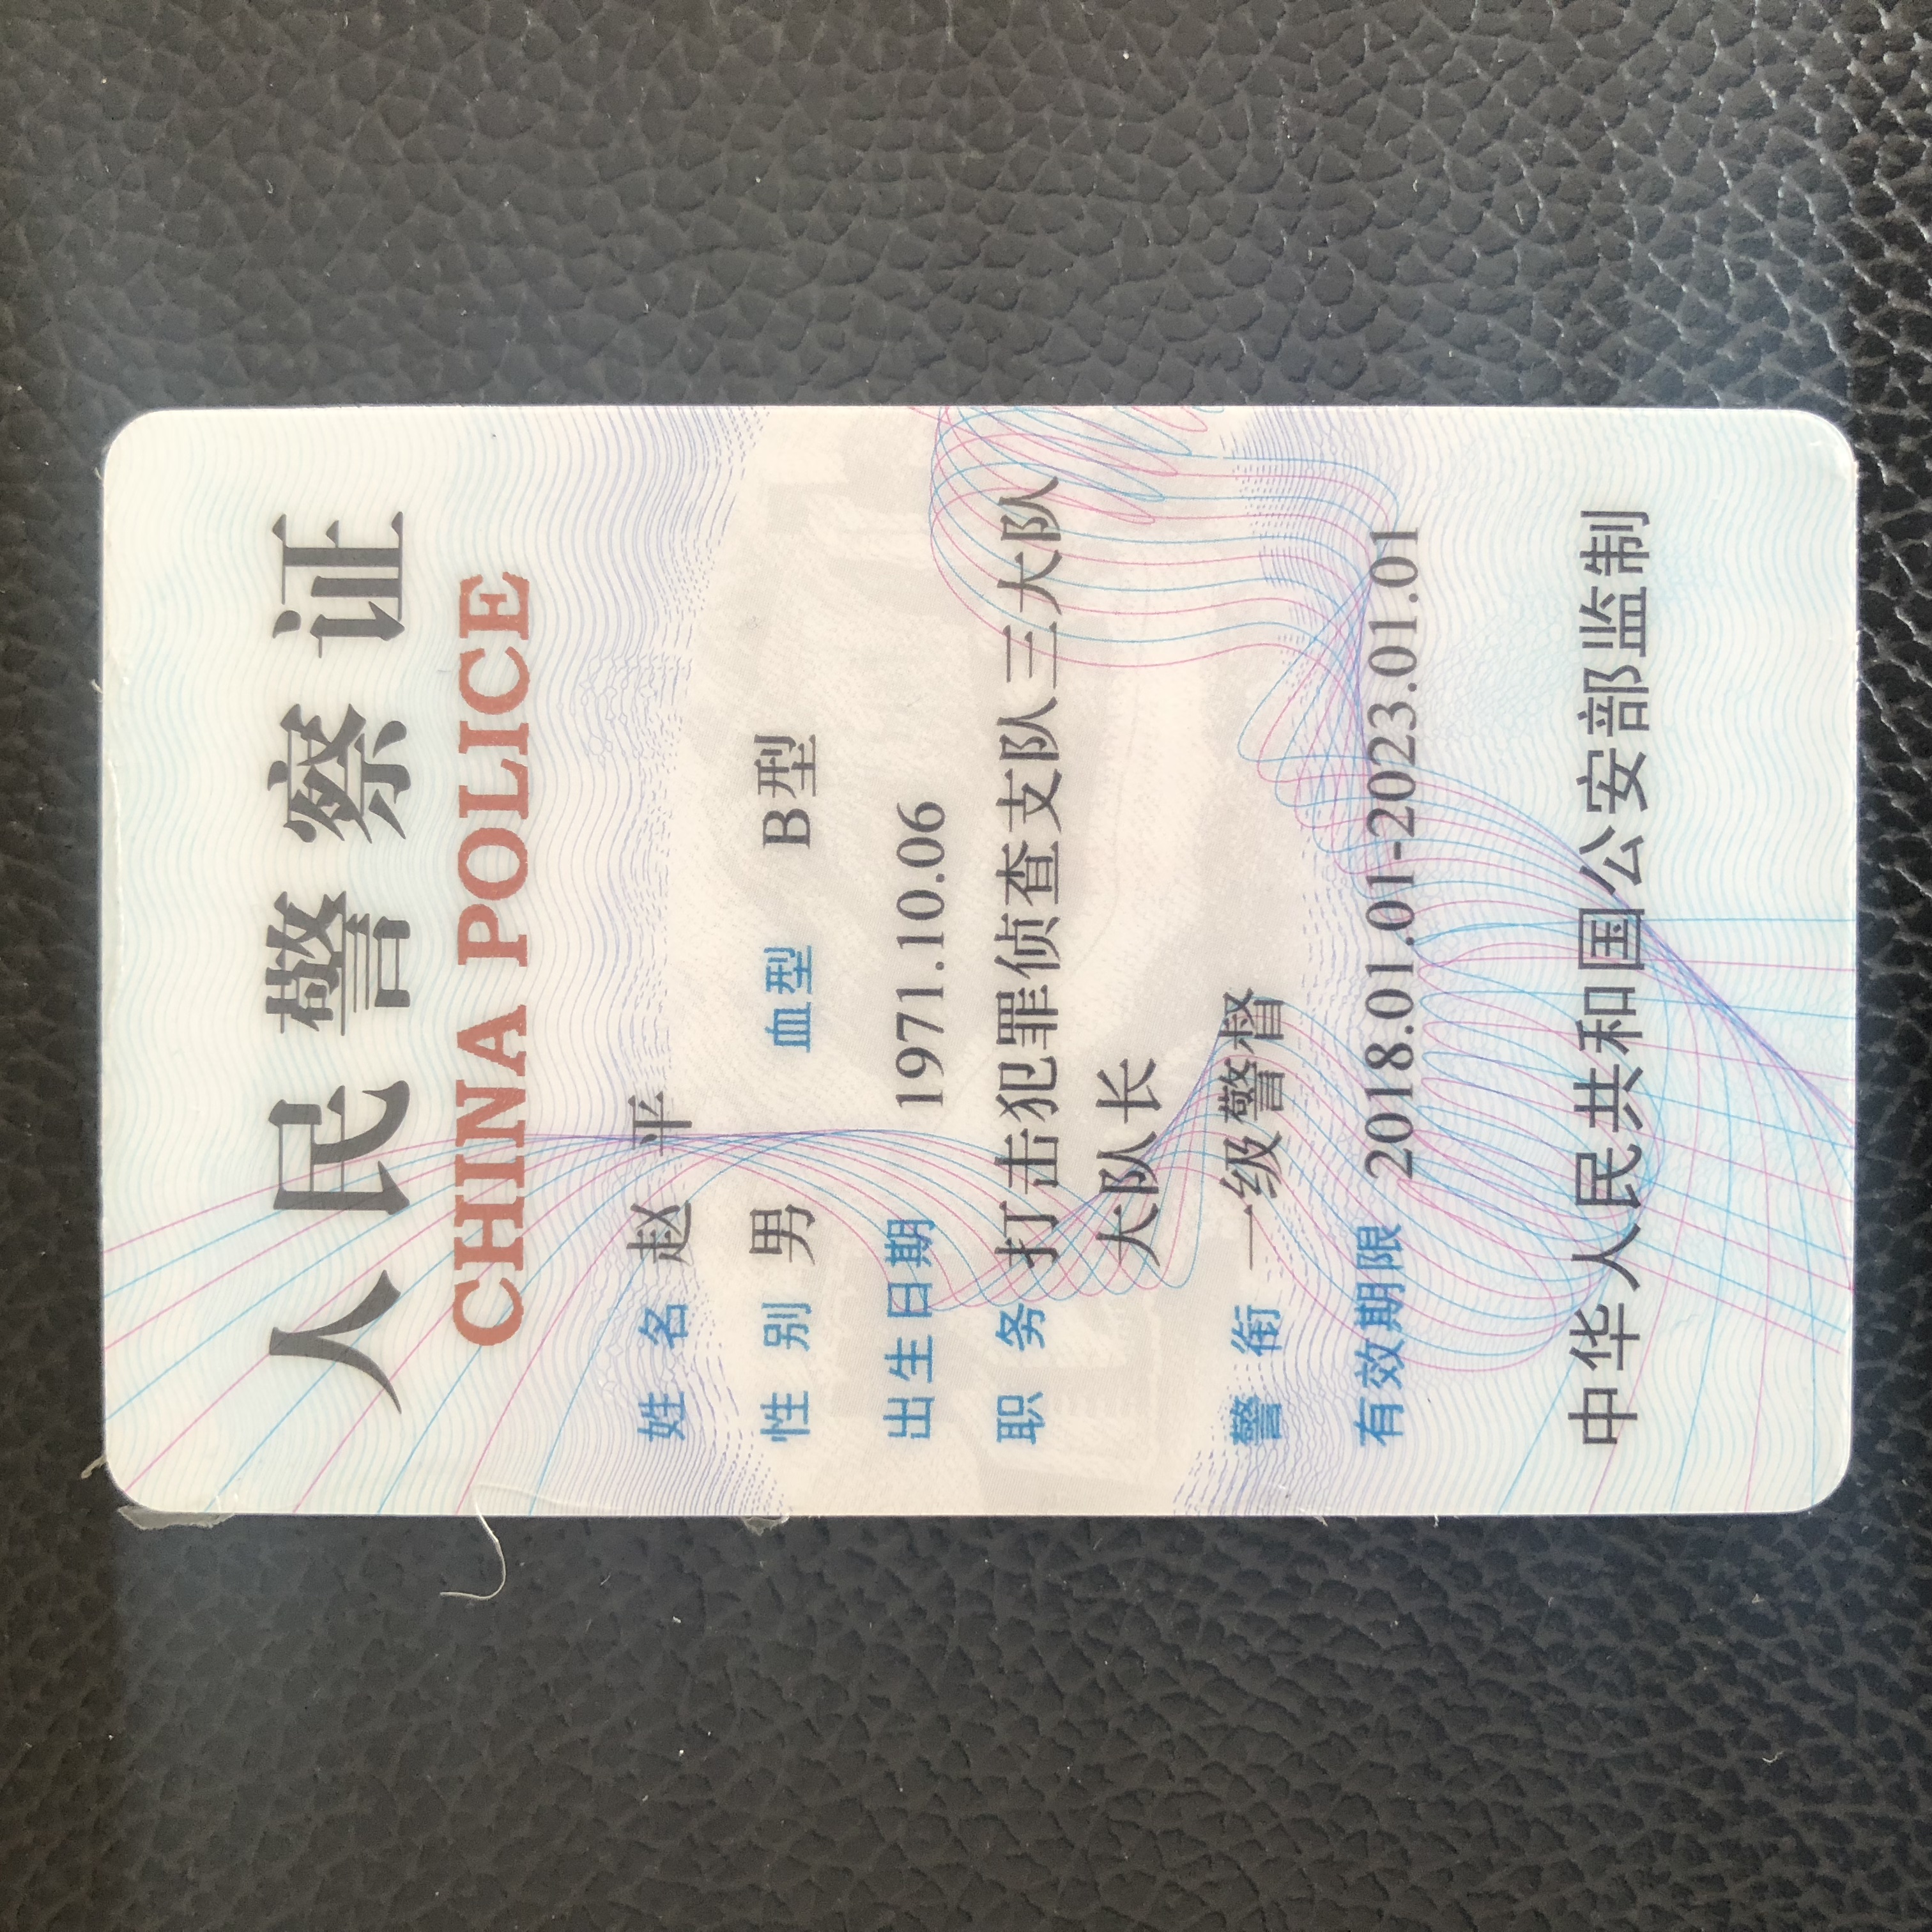 人民警察证
CHINA POLICE
姓 名 赵 平
性 别 男 血型 B型
出生日期 1971.10.06
职 务 打击犯罪侦查支队三大队
大队长
警 衔 一级警督
有效期限 2018.01.01-2023.01.01
中华人民共和国公安部监制